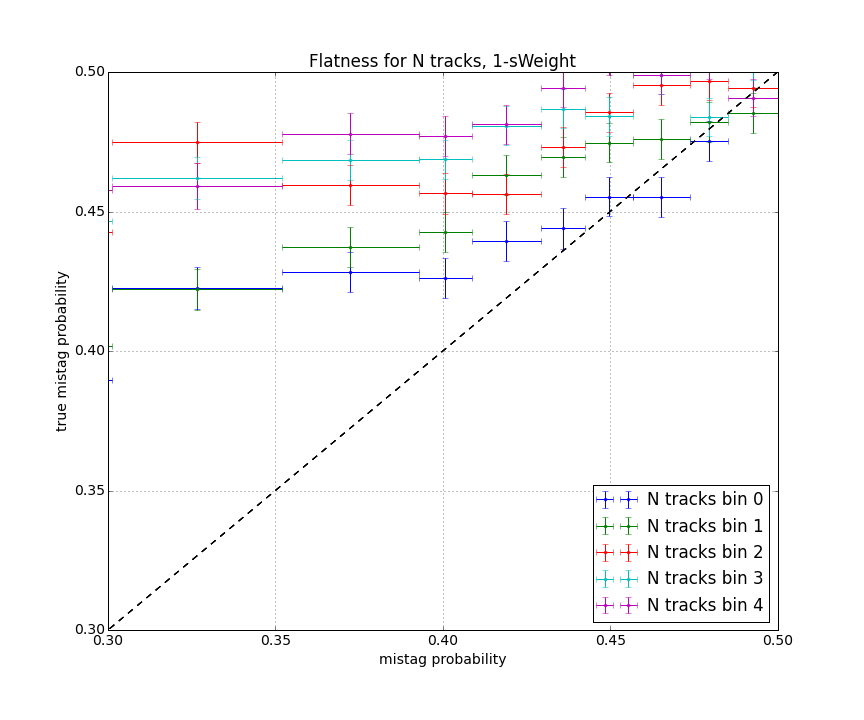 Flatness for N tracks, 1-sWeight
true mistag probability
0.50
0.45
0.40
0.35
0.30
0.30 0.35 0.40 0.45 0.50
mistag probability
N tracks bin 0
N tracks bin 1
N tracks bin 2
N tracks bin 3
N tracks bin 4